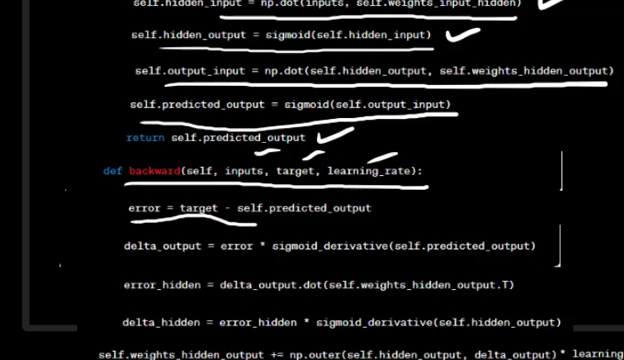 self.hidden_input = np.dot(inputs, self.weights_input_hidden)
self.hidden_output = sigmoid(self.hidden_input)
self.output_input = np.dot(self.hidden_output, self.weights_hidden_output)
self.predicted_output = sigmoid(self.output_input)
return self.predicted_output
def backward(self, inputs, target, learning_rate):
error = target - self.predicted_output
delta_output = error * sigmoid_derivative(self.predicted_output)
error_hidden = delta_output.dot(self.weights_hidden_output.T)
delta_hidden = error_hidden * sigmoid_derivative(self.hidden_output)
self.weights_hidden_output += np.outer(self.hidden_output, delta_output)* learning